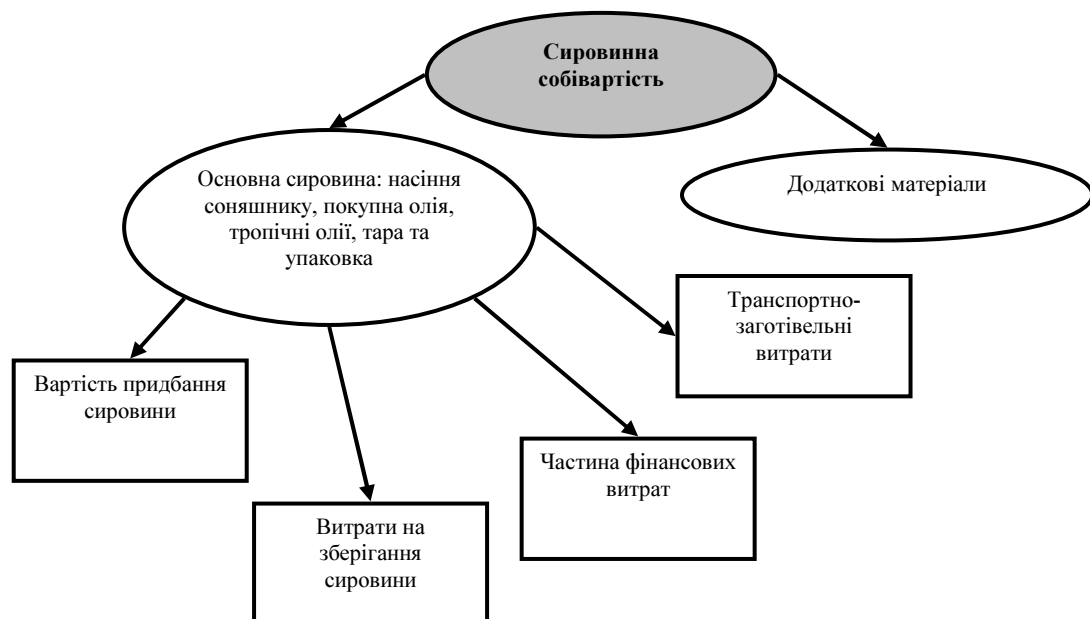 Сировинна
собівартість
Основна сировина: насіння
соняшнику, покупна олія,
тропічні олії, тара та
упаковка
Додаткові матеріали
Транспортно-
заготівельні
витрати
Вартість придбання
сировини
Частина фінансових
витрат
Витрати на
зберігання
сировини